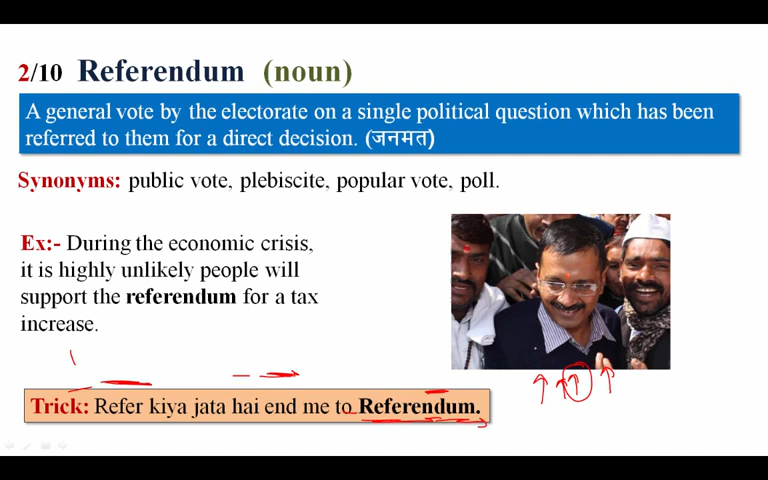 2/10 Referendum (noun)
A general vote by the electorate on a single political question which has been
referred to them for a direct decision. (जनमत)
Synonyms: public vote, plebiscite, popular vote, poll.
Ex:- During the economic crisis,
it is highly unlikely people will
support the referendum for a tax
increase.
Trick: Refer kiya jata hai end me to Referendum.